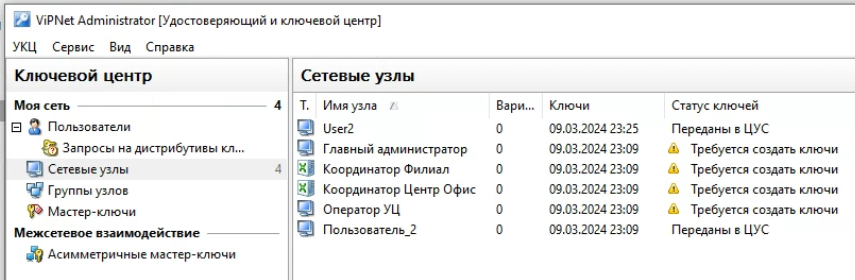 ViPNet Administrator [Удостоверяющий и ключевой центр]
УКЦ Сервис Вид Справка
Ключевой центр
Моя сеть 4
Пользователи
Запросы на дистрибутивы кл...
Сетевые узлы 4
Группы узлов
Мастер-ключи
Межсетевое взаимодействие
Асимметричные мастер-ключи
Сетевые узлы
Т. Имя узла Вари... Ключи Статус ключей
User2 0 09.03.2024 23:25 Переданы в ЦУС
Главный администратор 0 09.03.2024 23:09 Требуется создать ключи
Координатор Филиал 0 09.03.2024 23:09 Требуется создать ключи
Координатор Центр Офис 0 09.03.2024 23:09 Требуется создать ключи
Оператор УЦ 0 09.03.2024 23:09 Требуется создать ключи
Пользователь_2 0 09.03.2024 23:09 Переданы в ЦУС